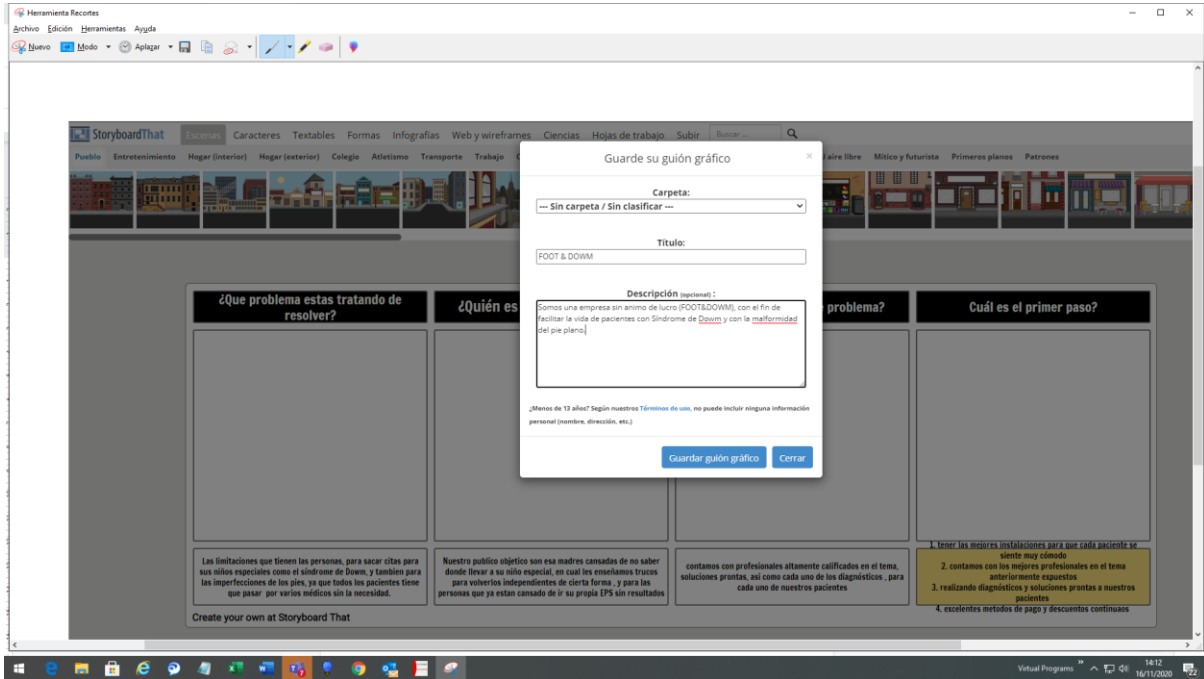 Herramienta Recortes
Archivo Edición Herramientas Ayuda
Nuevo Modo Aplazar
StoryboardThat Escenas Caracteres Textables Formas Infografías Web y wireframes Ciencias Hojas de trabajo Subir Buscar ...
Pueblo Entretenimiento Hogar (interior) Hogar (exterior) Colegio Atletismo Transporte Trabajo aire libre Mítico y futurista Primeros planos Patrones
Guarde su guión gráfico
Carpeta:
--- Sin carpeta / Sin clasificar ---
Título:
FOOT & DOWM
Descripción (opcional) :
Somos una empresa sin animo de lucro (FOOT&DOWM), con el fin de
facilitar la vida de pacientes con Síndrome de Dowm y con la malformidad
del pie plano.
¿Menos de 13 años? Según nuestros Términos de uso, no puede incluir ninguna información
personal (nombre, dirección, etc.)
Guardar guión gráfico Cerrar
¿Que problema estas tratando de
resolver?
¿Quién es
problema?
Cuál es el primer paso?
Las limitaciones que tienen las personas, para sacar citas para
sus niños especiales como el síndrome de Down, y tambien para
las imperfecciones de los pies, ya que todos los pacientes tiene
que pasar por varios médicos sin la necesidad.
Nuestro publico objetico son esa madres cansadas de no saber
donde llevar a su niño especial, en cual les enseñamos trucos
para volverlos independientes de cierta forma , y para las
personas que ya estan cansado de ir su propia EPS sin resultados
contamos con profesionales altamente calificados en el tema,
soluciones prontas, asi como cada uno de los diagnósticos , para
cada uno de nuestros pacientes
1. tener las mejores instalaciones para que cada paciente se
siente muy cómodo
2. contamos con los mejores profesionales en el tema
anteriormente expuestos
3. realizando diagnósticos y soluciones prontas a nuestros
pacientes
4. excelentes metodos de pago y descuentos continuaos
Create your own at Storyboard That
Virtual Programs
14:12
16/11/2020